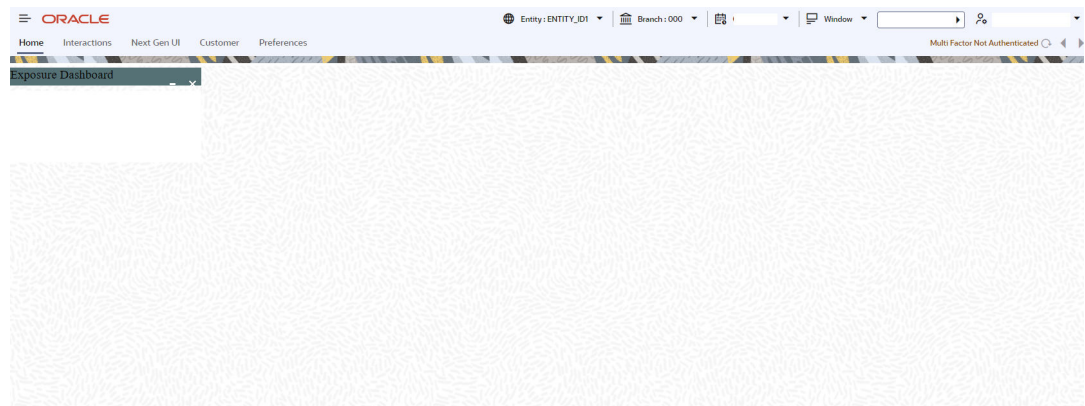 ORACLE
Entity : ENTITY_ID1
Branch : 000
Window
Home
Interactions
Next Gen UI
Customer
Preferences
Multi Factor Not Authenticated
Exposure Dashboard